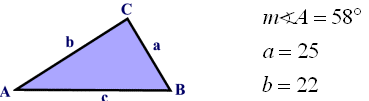 C
b
a
A
B
c
m∢A = 58°
a = 25
b = 22